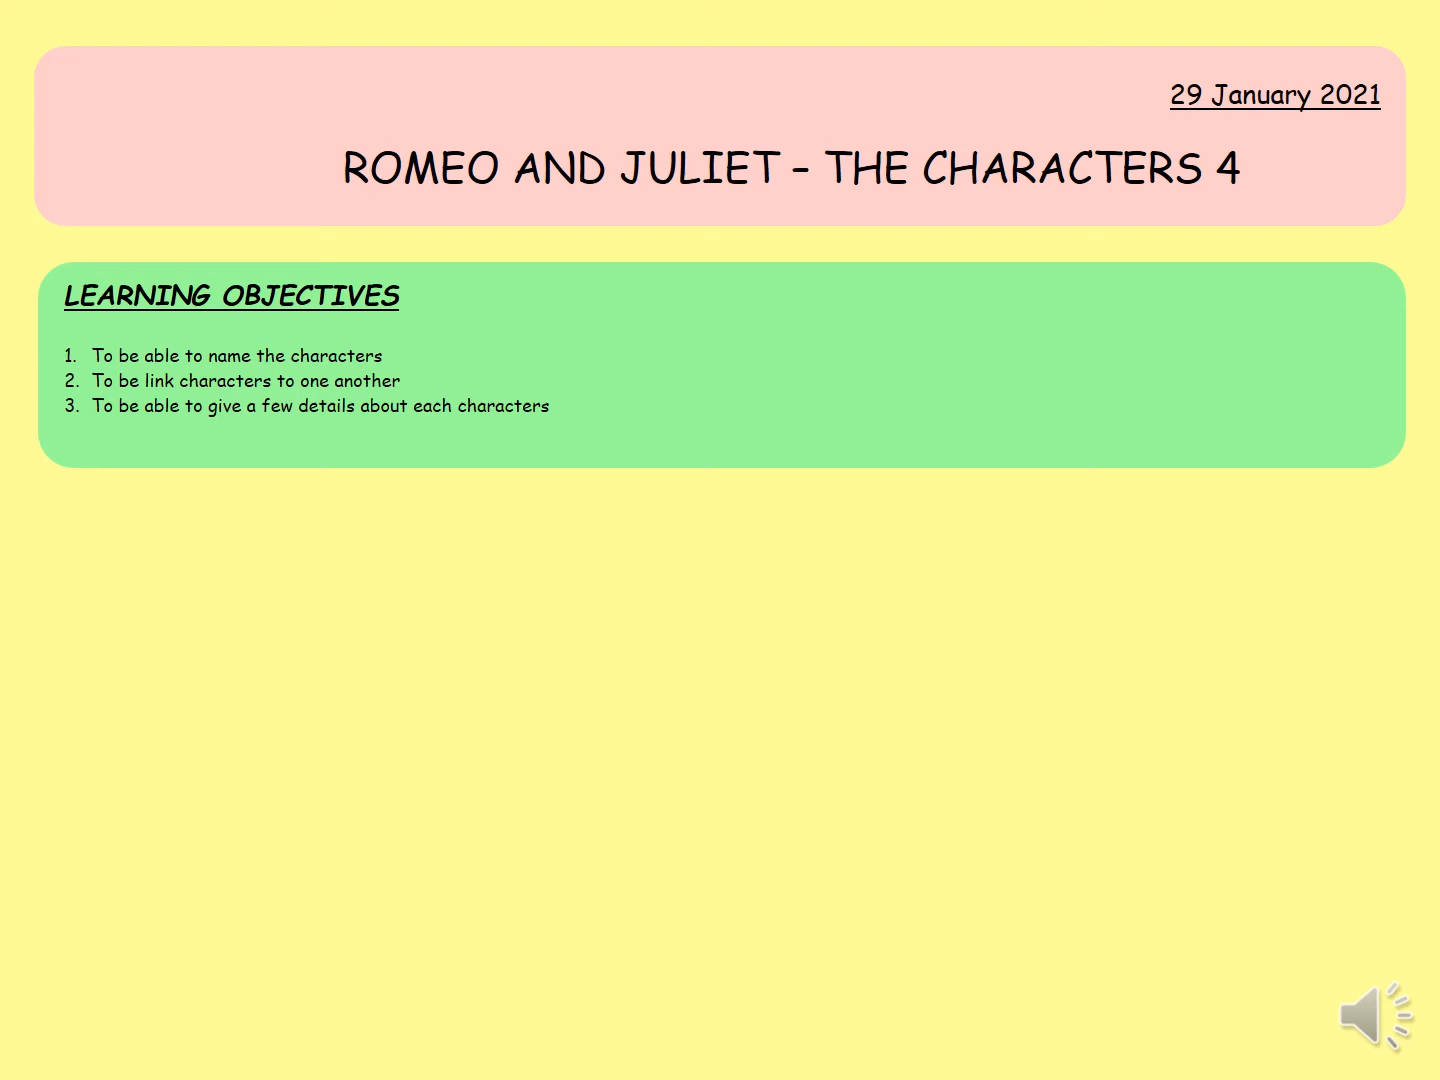 29 January 2021
ROMEO AND JULIET – THE CHARACTERS 4
LEARNING OBJECTIVES
1. To be able to name the characters
2. To be link characters to one another
3. To be able to give a few details about each characters